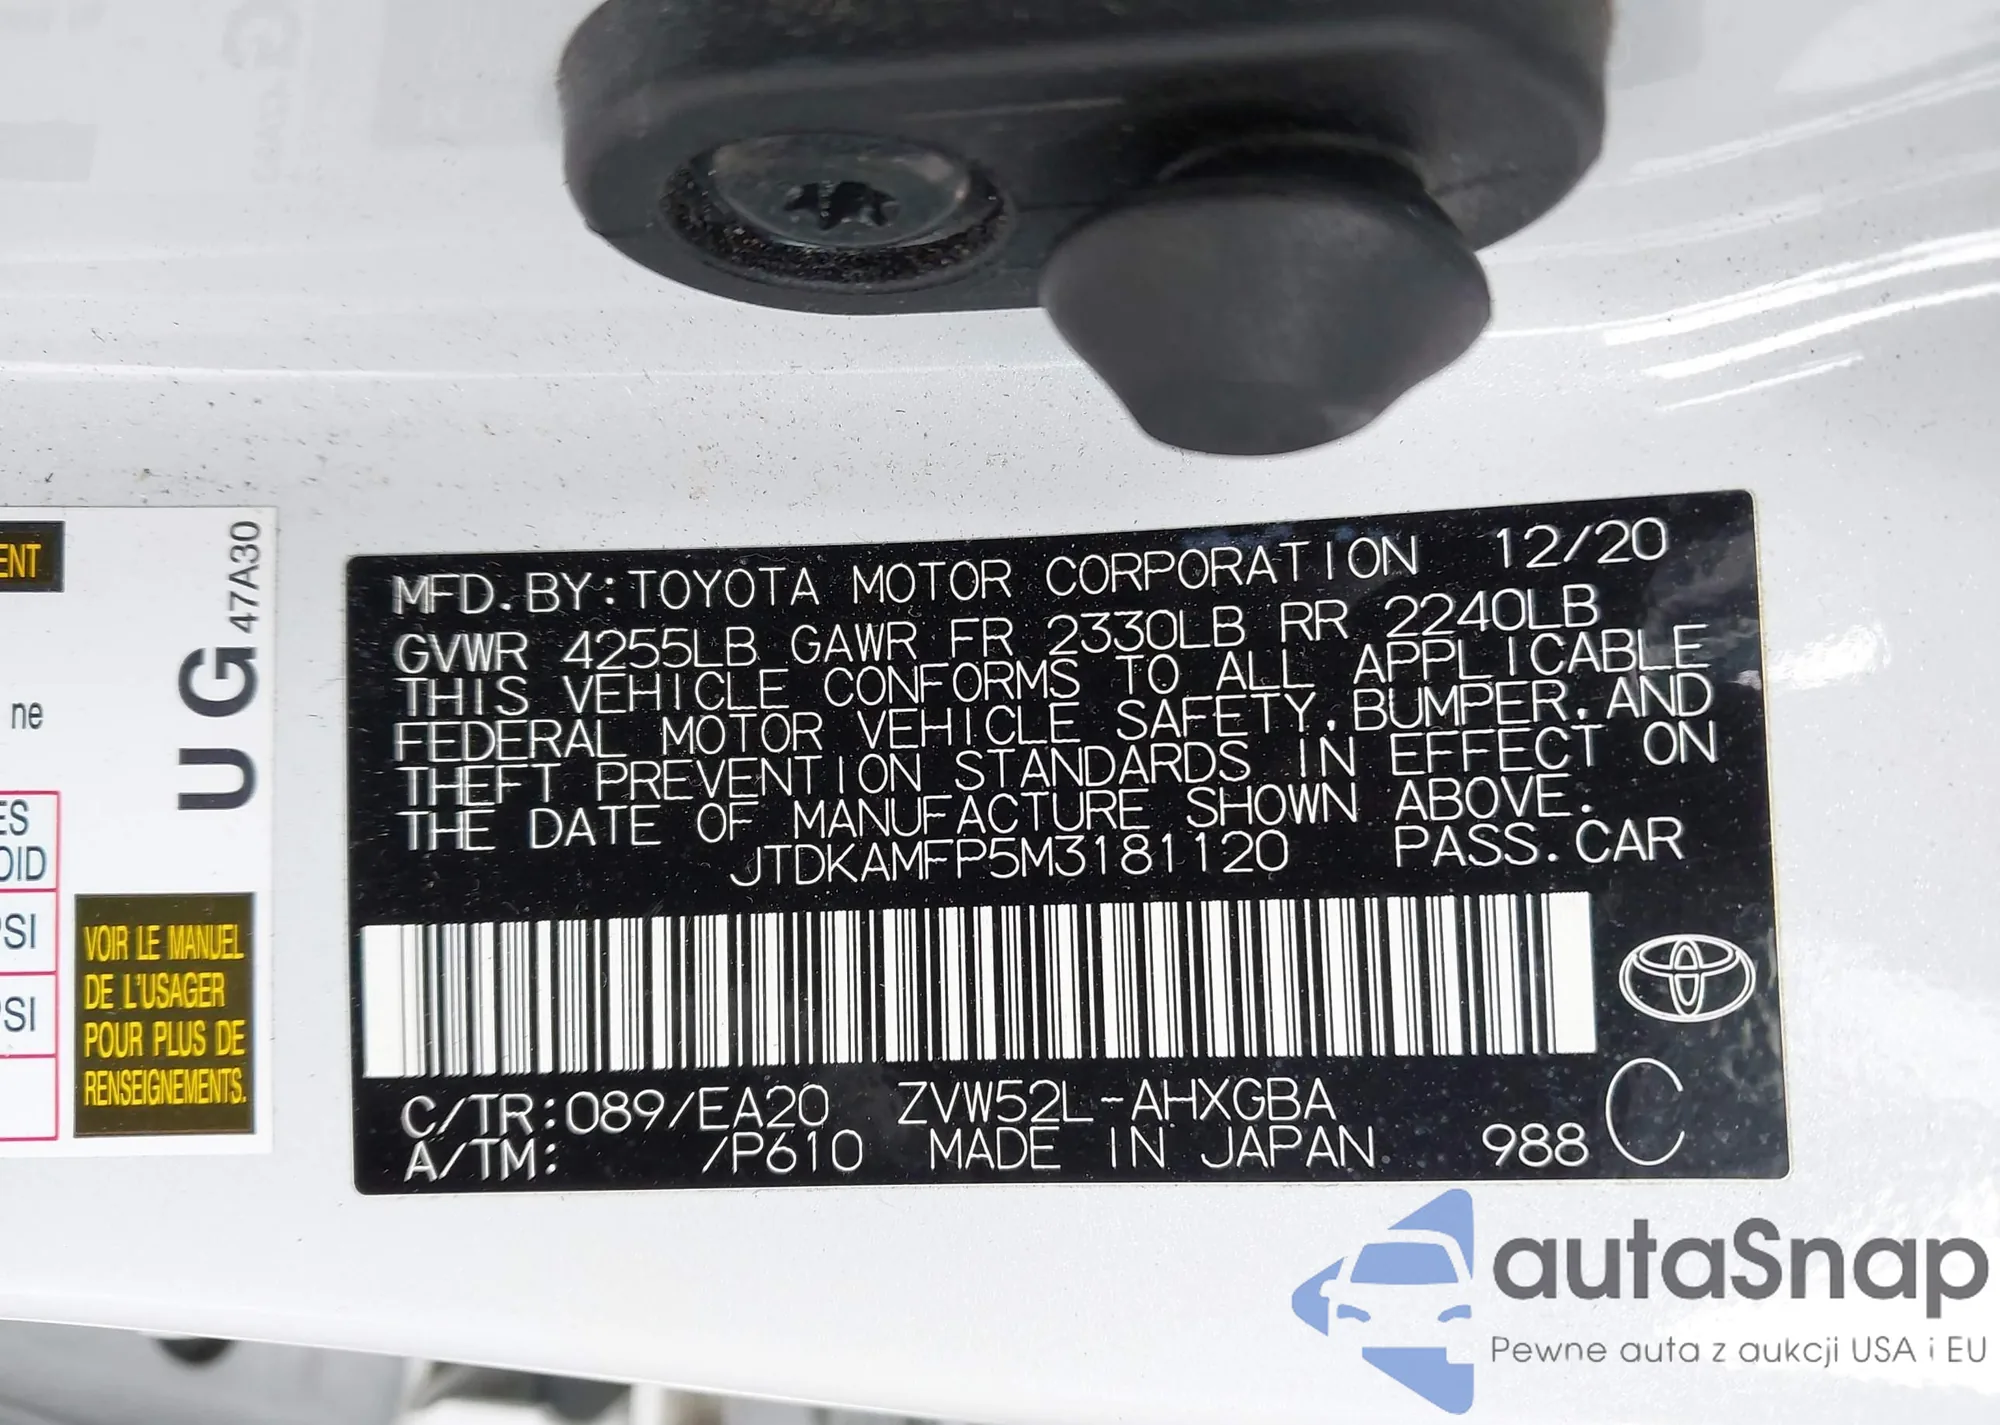 MFD. BY: TOYOTA MOTOR CORPORATION 12/20
GVWR 4255LB GAWR FR 2330LB RR 2240LB
THIS VEHICLE CONFORMS TO ALL APPLICABLE
FEDERAL MOTOR VEHICLE SAFETY, BUMPER, AND
THEFT PREVENTION STANDARDS IN EFFECT ON
THE DATE OF MANUFACTURE SHOWN ABOVE.
JTDKAMFP5M3181120 PASS. CAR
C/TR: 089/EA20 ZVW52L-AHXGBA
A/TM: /P610 MADE IN JAPAN 988 C
ENT
ne
ES
OID
PSI
PSI
UG 47A30
VOIR LE MANUEL
DE L'USAGER
POUR PLUS DE
RENSEIGNEMENTS.
autaSnap
Pewne auta z aukcji USA i EU